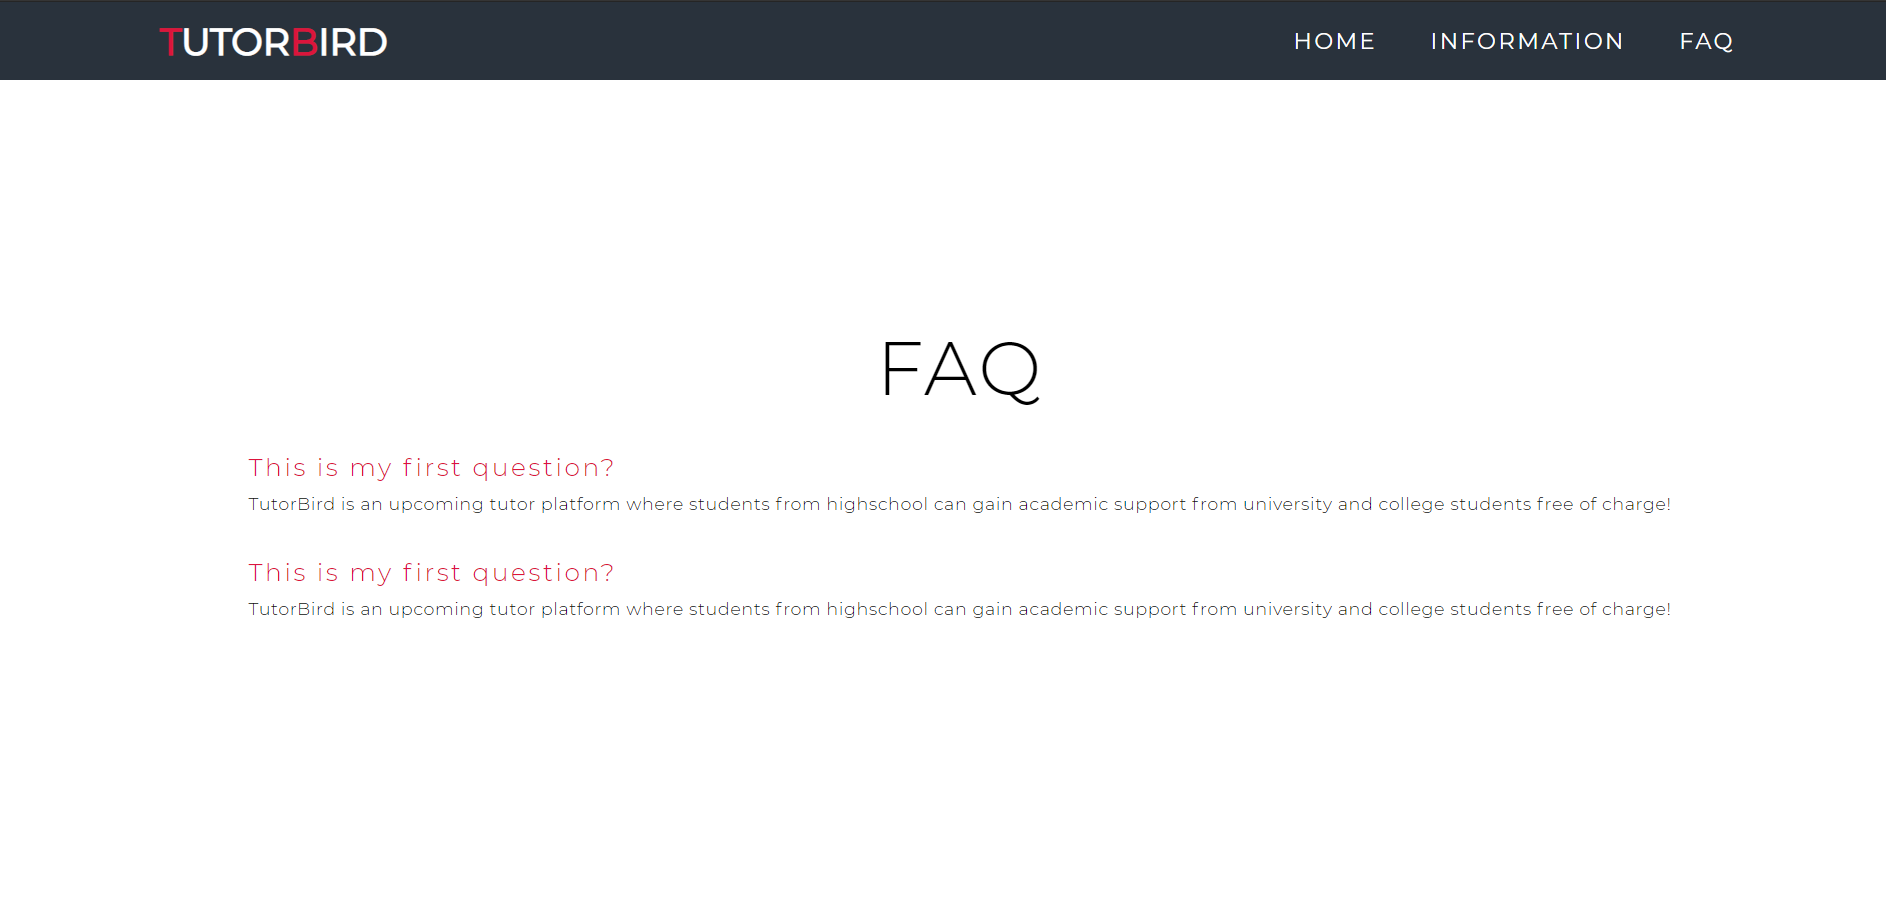 TUTORBIRD HOME INFORMATION FAQ
FAQ
This is my first question?
TutorBird is an upcoming tutor platform where students from highschool can gain academic support from university and college students free of charge!
This is my first question?
TutorBird is an upcoming tutor platform where students from highschool can gain academic support from university and college students free of charge!